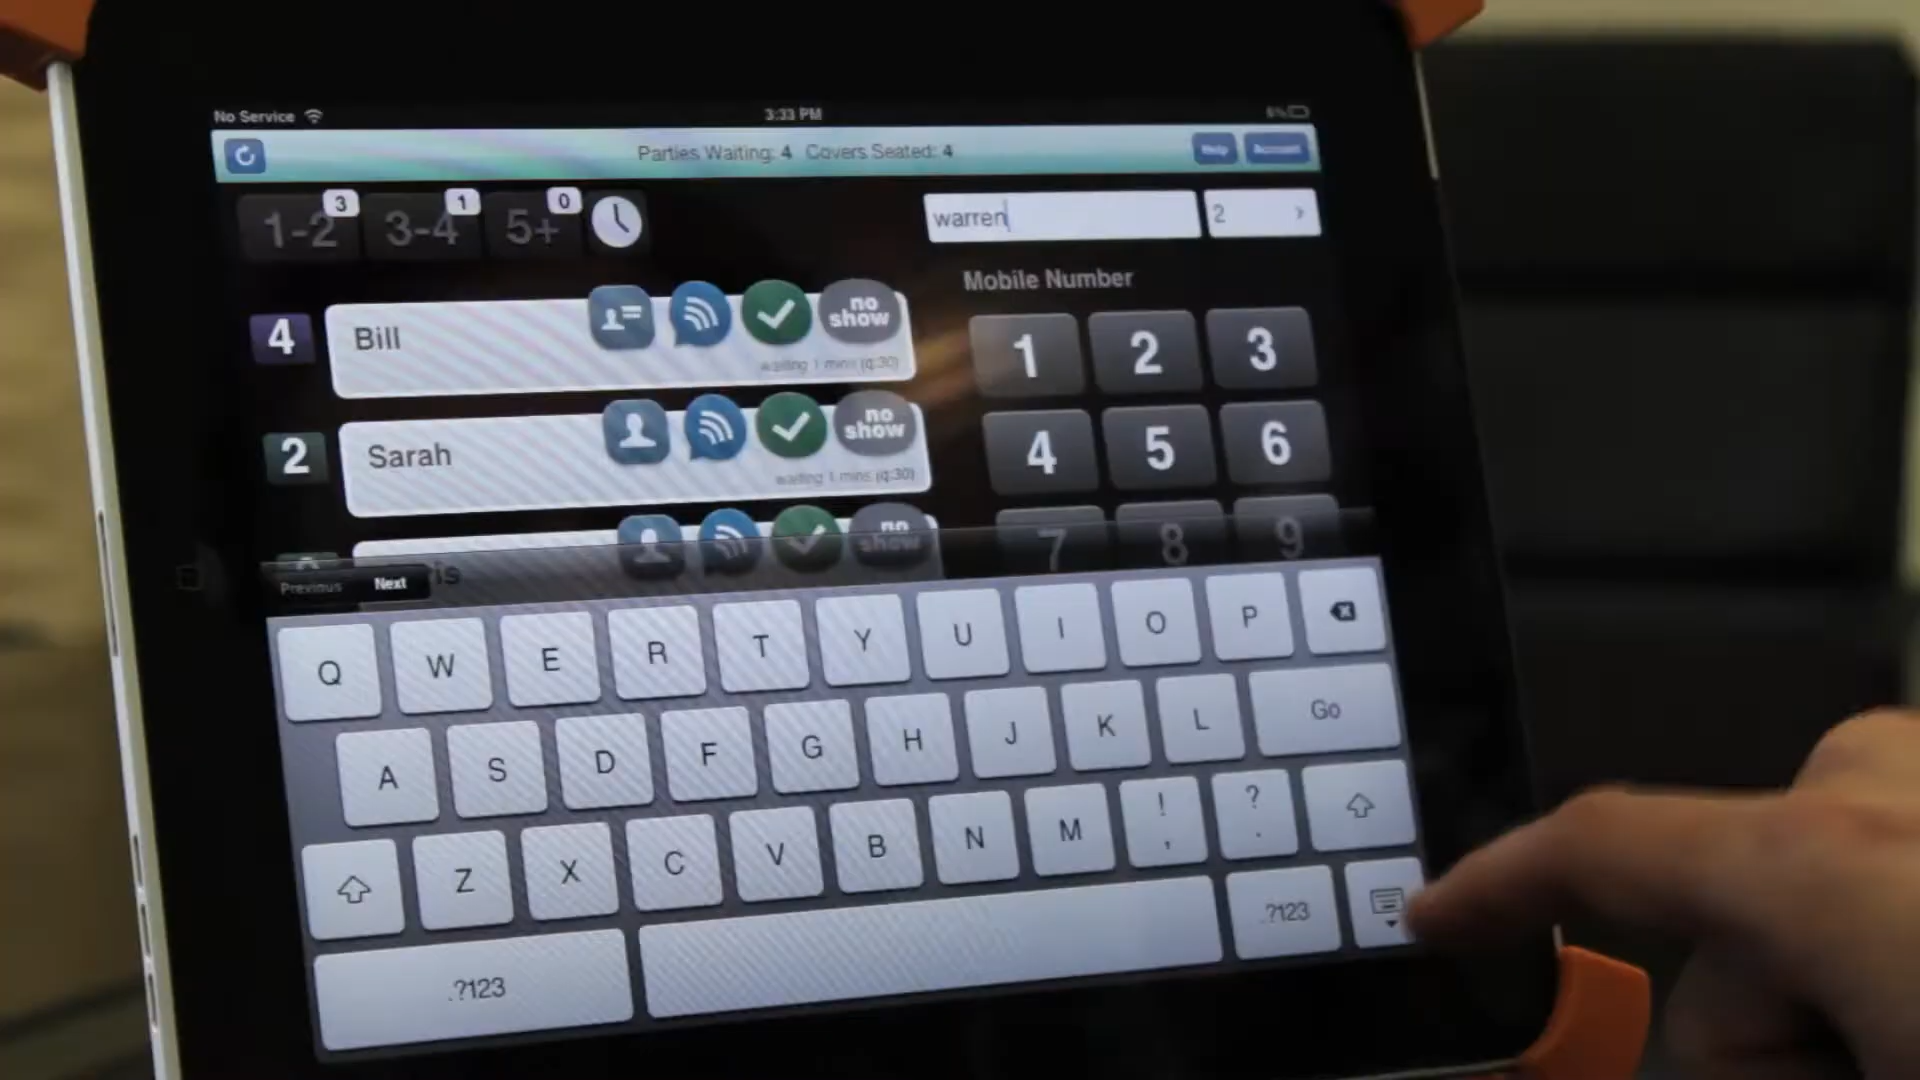 No Service
3:33 PM
6%
Parties Waiting: 4 Covers Seated: 4
Help
Account
1-2
3
3-4
1
5+
0
warren
2
Mobile Number
4
Bill
no show
waiting 1 mins (q:30)
2
Sarah
no show
waiting 1 mins (q:30)
is
no show
1 2 3
4 5 6
7 8 9
Previous
Next
Q W E R T Y U I O P
A S D F G H J K L Go
Z X C V B N M ! , ? .
.?123
.?123